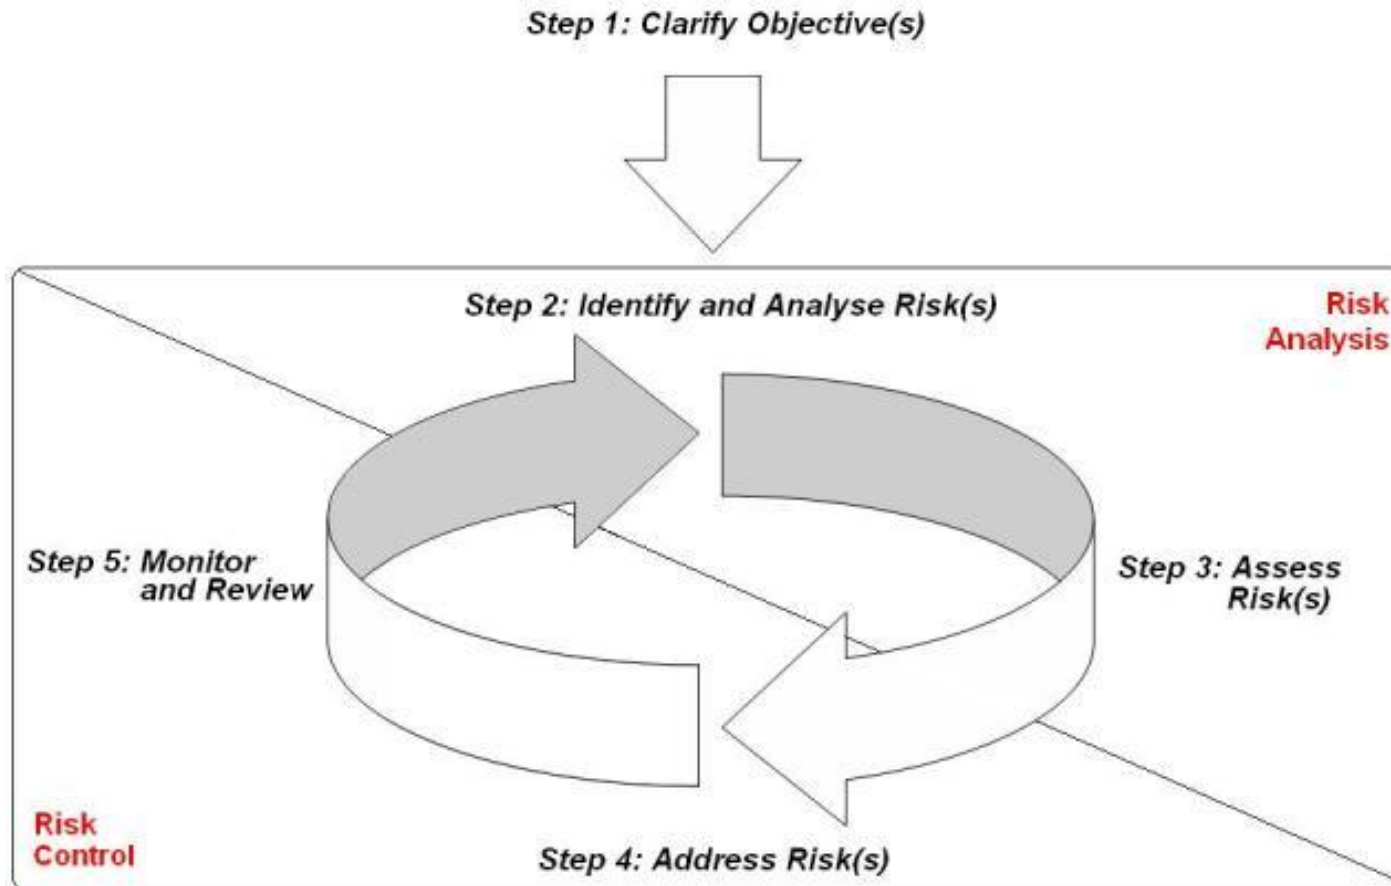 Step 1: Clarify Objective(s)
Step 2: Identify and Analyse Risk(s)
Risk
Analysis
Step 5: Monitor
and Review
Step 3: Assess
Risk(s)
Risk
Control
Step 4: Address Risk(s)